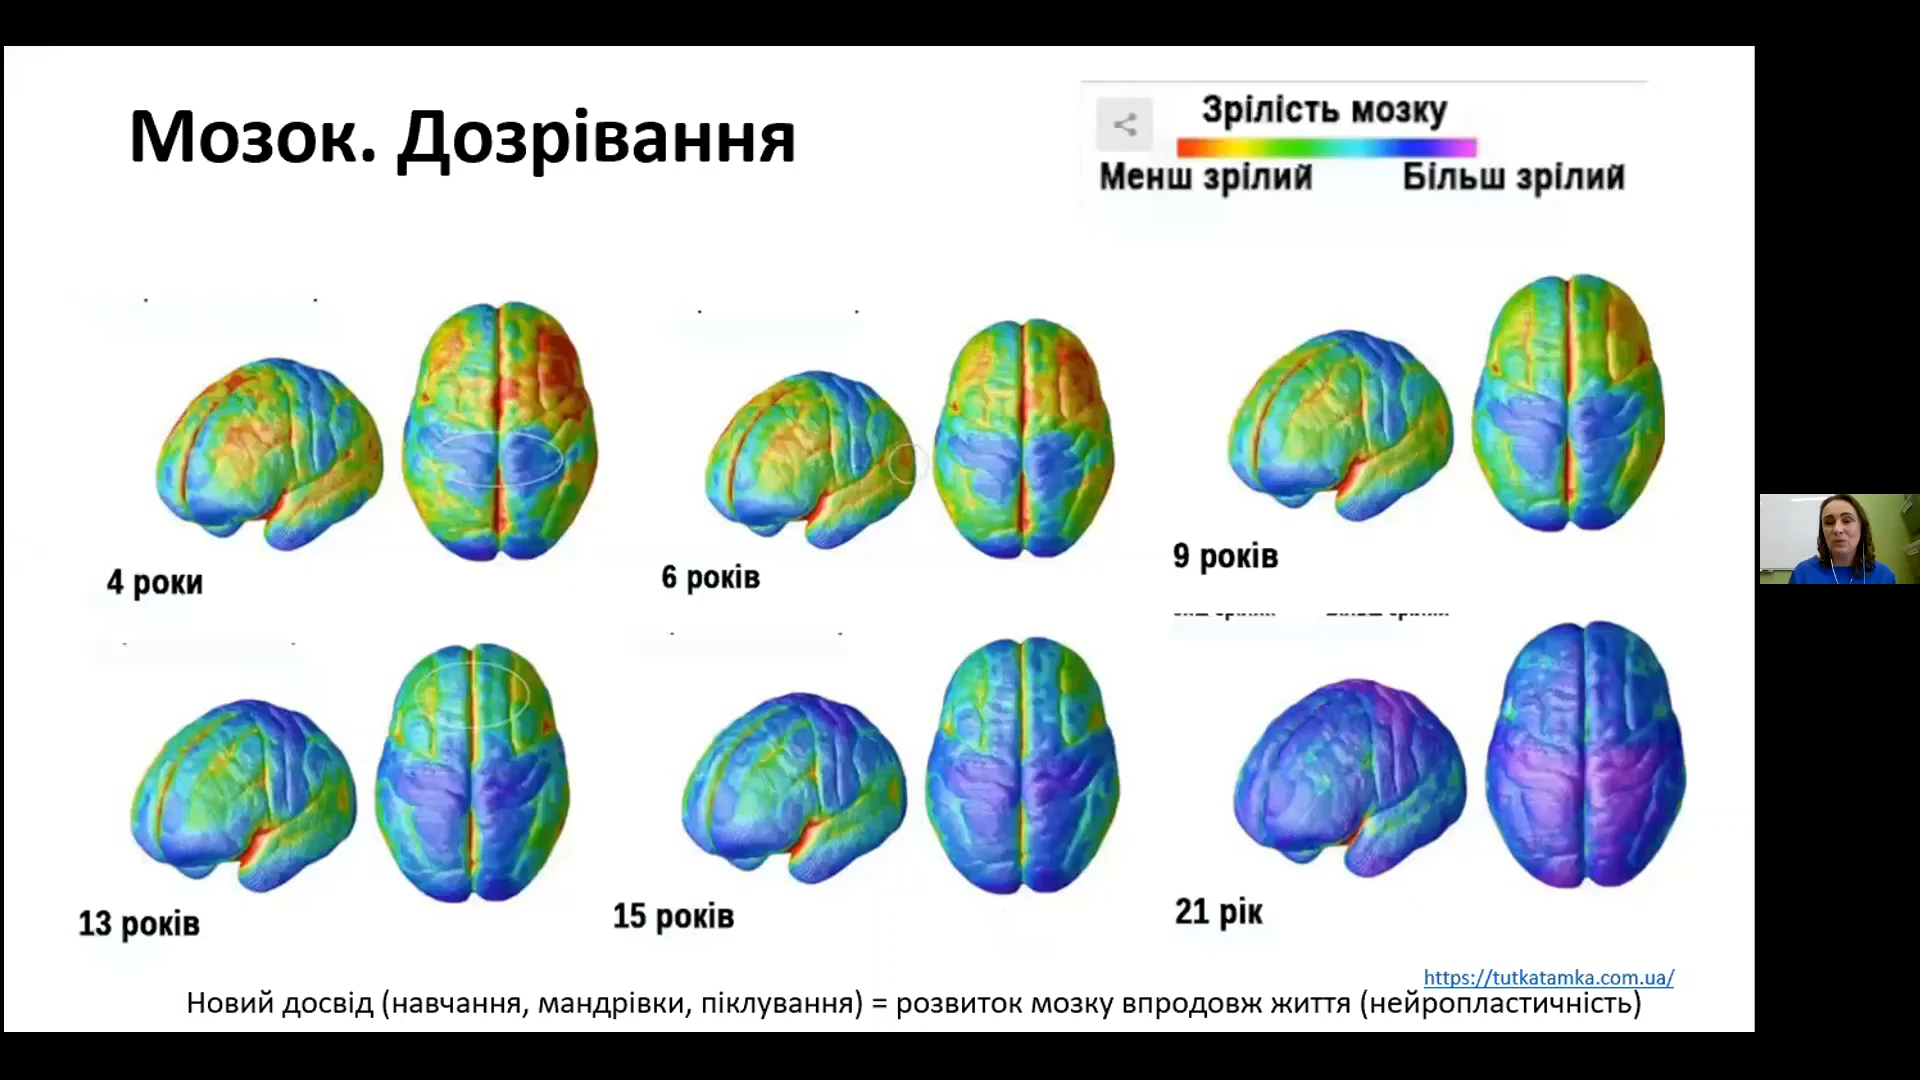 Мозок. Дозрівання
Зрілість мозку
Менш зрілий Більш зрілий
4 роки
6 років
9 років
13 років
15 років
21 рік
https://tutkatamka.com.ua/
Новий досвід (навчання, мандрівки, піклування) = розвиток мозку впродовж життя (нейропластичність)